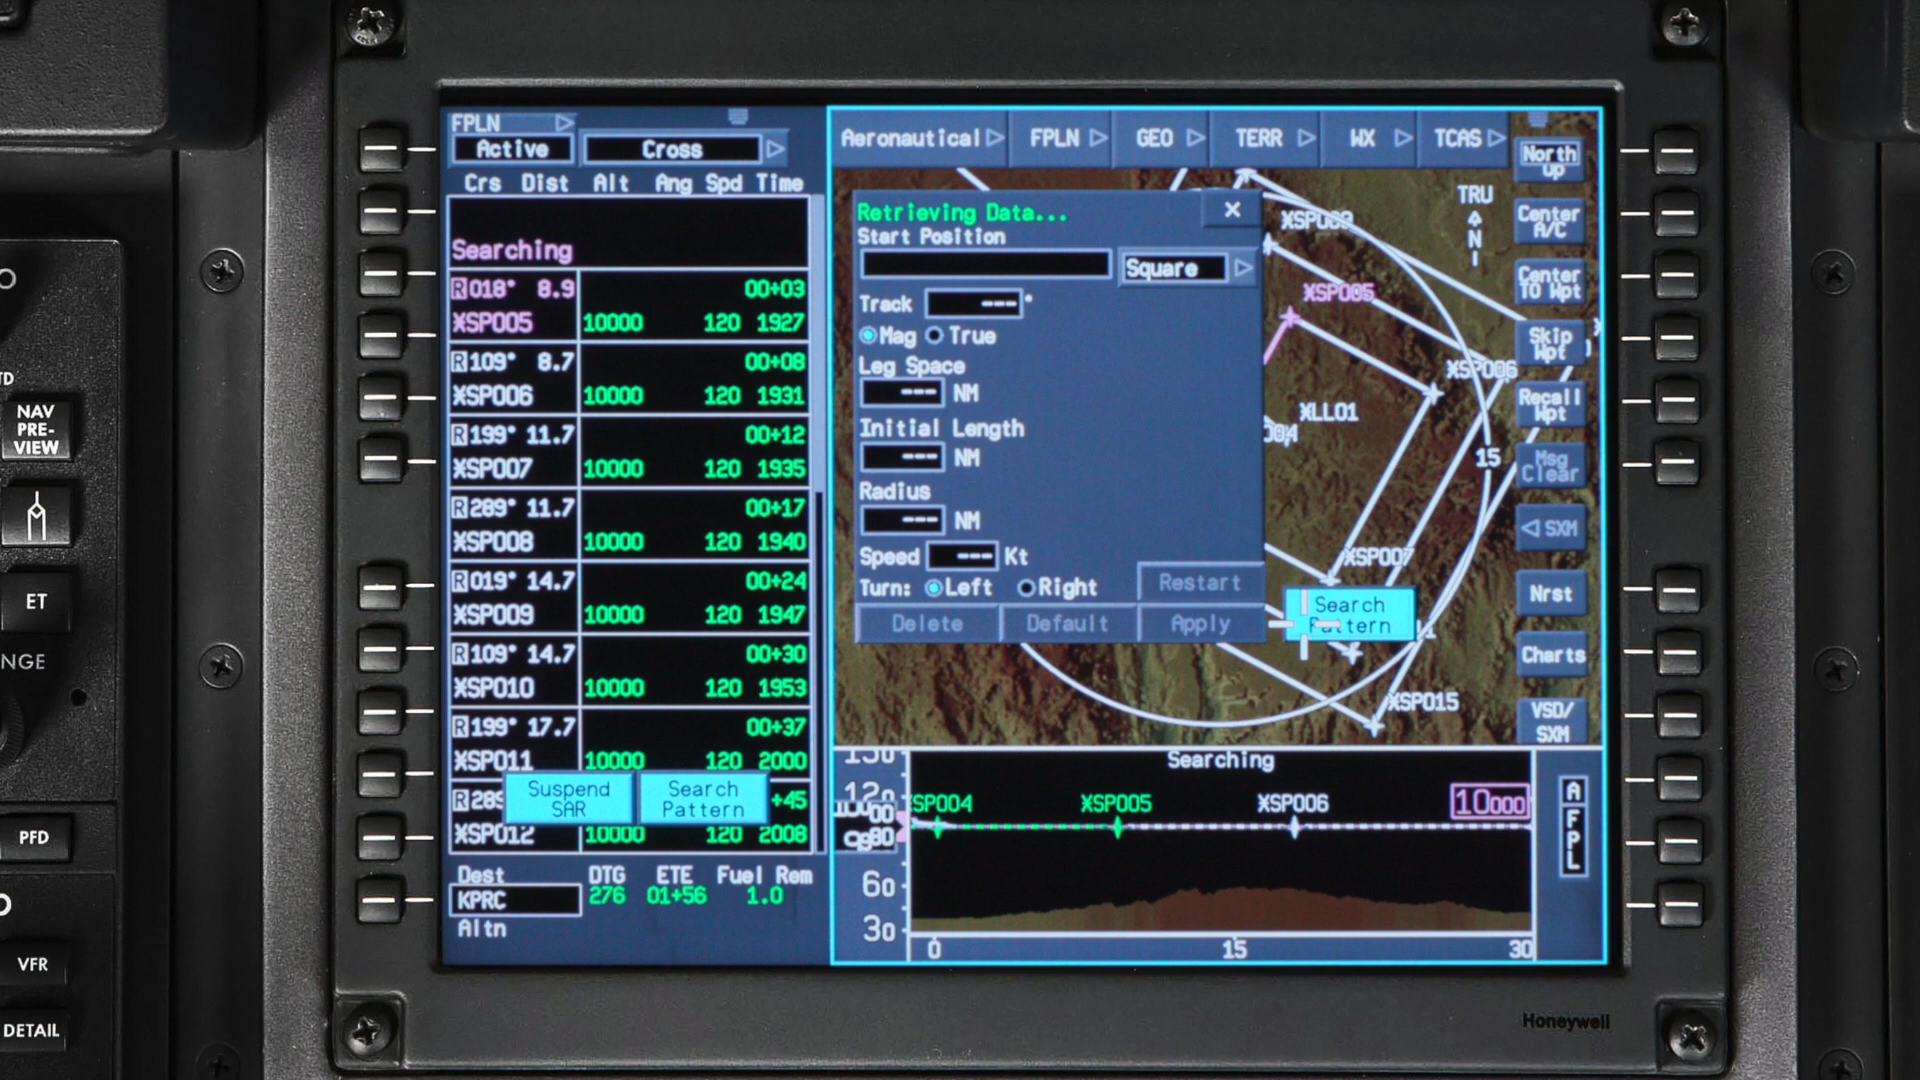 FPLN
Active
Cross
Crs Dist Alt Ang Spd Time
Searching
R 018° 8.9 00+03
XSP005 10000 120 1927
R 109° 8.7 00+08
XSP006 10000 120 1931
R 199° 11.7 00+12
XSP007 10000 120 1935
R 289° 11.7 00+17
XSP008 10000 120 1940
R 019° 14.7 00+24
XSP009 10000 120 1947
R 109° 14.7 00+30
XSP010 10000 120 1953
R 199° 17.7 00+37
XSP011 10000 120 2000
R 289 +45
Suspend
SAR
Search
Pattern
XSP012 10000 120 2008
Dest DTG ETE Fuel Rem
KPRC 276 01+56 1.0
Altn
Aeronautical FPLN GEO TERR WX TCAS
Retrieving Data...
Start Position
Square
Track ---°
Mag True
Leg Space
--- NM
Initial Length
--- NM
Radius
--- NM
Speed --- Kt
Turn: Left Right
Restart
Delete Default Apply
XSP009
TRU
N
XSP005
XSP006
XLL01
004
15
XSP007
Search
Pattern
XSP015
North
Up
Center
A/C
Center
TO Wpt
Skip
Wpt
Recall
Wpt
Msg
Clear
SXM
Nrst
Charts
VSD/
SXM
Searching
XSP004 XSP005 XSP006 10000
60
30
0 15 30
A
F
P
L
Honeywell
NAV
PRE-
VIEW
ET
NGE
PFD
VFR
DETAIL